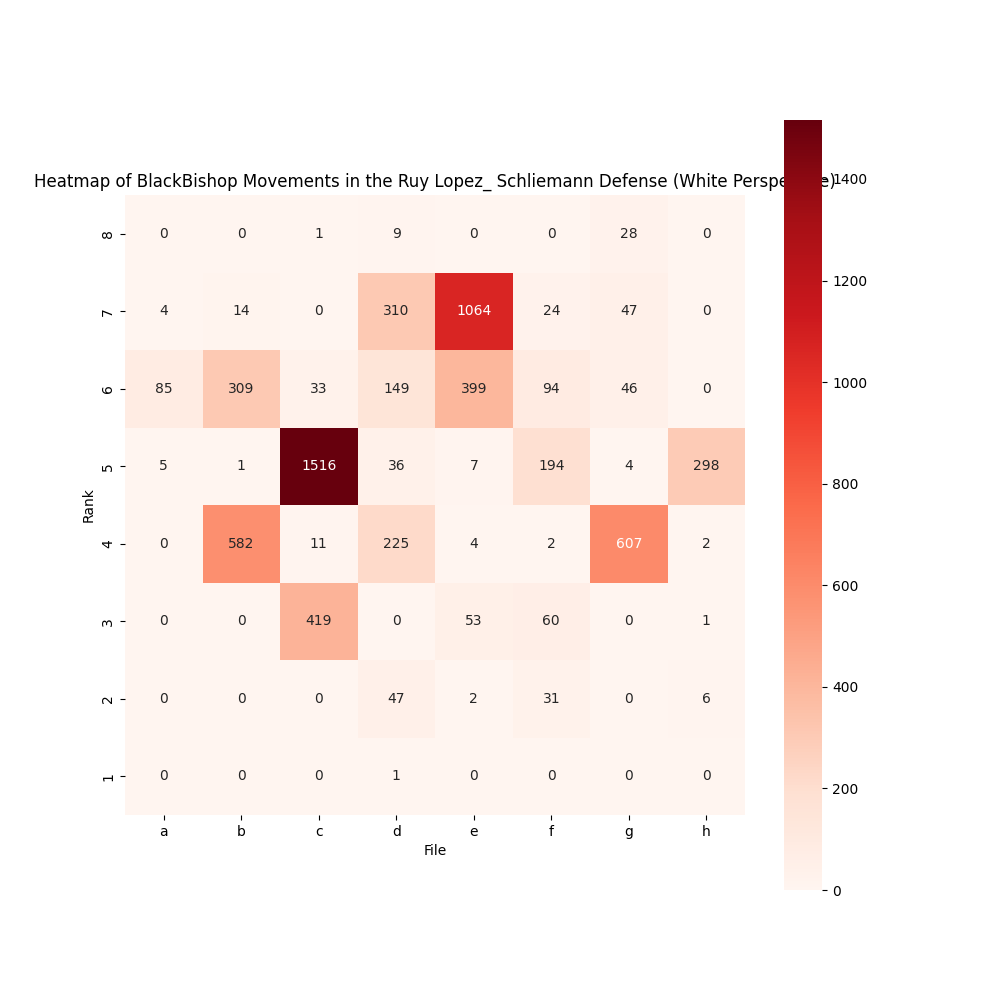 Heatmap of BlackBishop Movements in the Ruy Lopez_ Schliemann Defense (White Perspective)
1400
8 0 0 1 9 0 0 28 0
1200
7 4 14 0 310 1064 24 47 0
1000
6 85 309 33 149 399 94 46 0
800
5 5 1 1516 36 7 194 4 298
Rank
600
4 0 582 11 225 4 2 607 2
3 0 0 419 0 53 60 0 1
400
2 0 0 0 47 2 31 0 6
200
1 0 0 0 1 0 0 0 0
a b c d e f g h
File
0